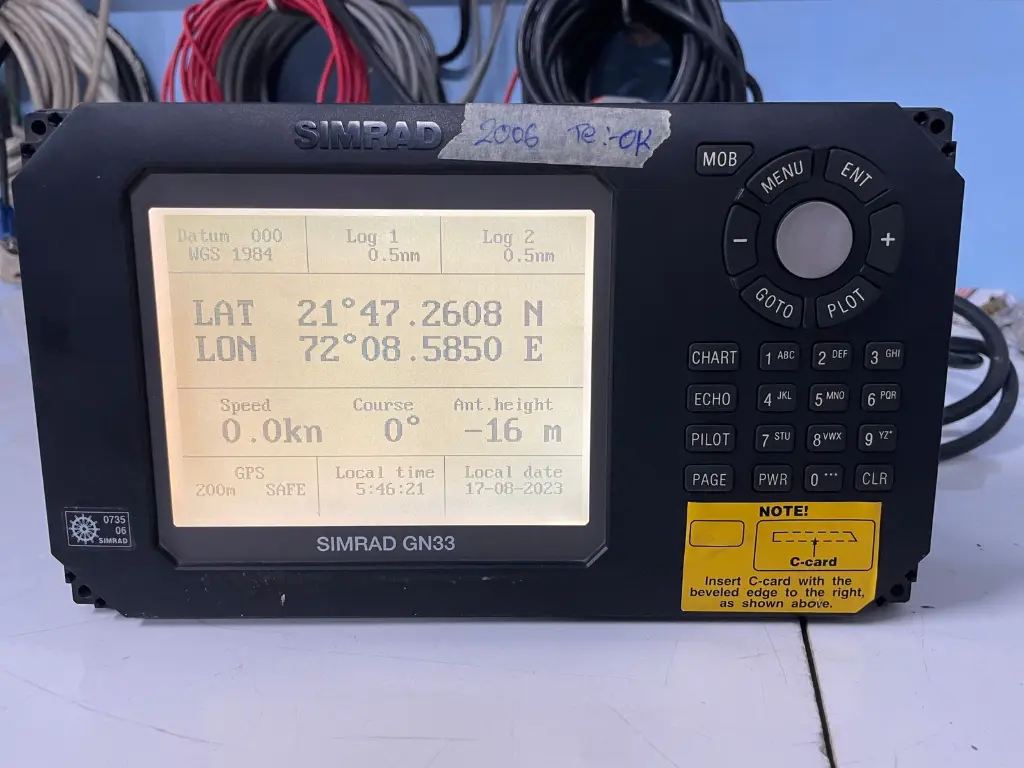 SIMRAD
2006 Te:-OK
Datum 000
WGS 1984
Log 1
0.5nm
Log 2
0.5nm
LAT 21°47.2608 N
LON 72°08.5850 E
Speed
0.0kn
Course
0°
Ant.height
-16 m
GPS
200m SAFE
Local time
5:46:21
Local date
17-08-2023
SIMRAD GN33
0735
06
SIMRAD
MOB
MENU
ENT
-
+
GOTO
PLOT
CHART 1 ABC 2 DEF 3 GHI
ECHO 4 JKL 5 MNO 6 PQR
PILOT 7 STU 8 VWX 9 YZ*
PAGE PWR 0 ... CLR
NOTE!
C-card
Insert C-card with the
beveled edge to the right,
as shown above.